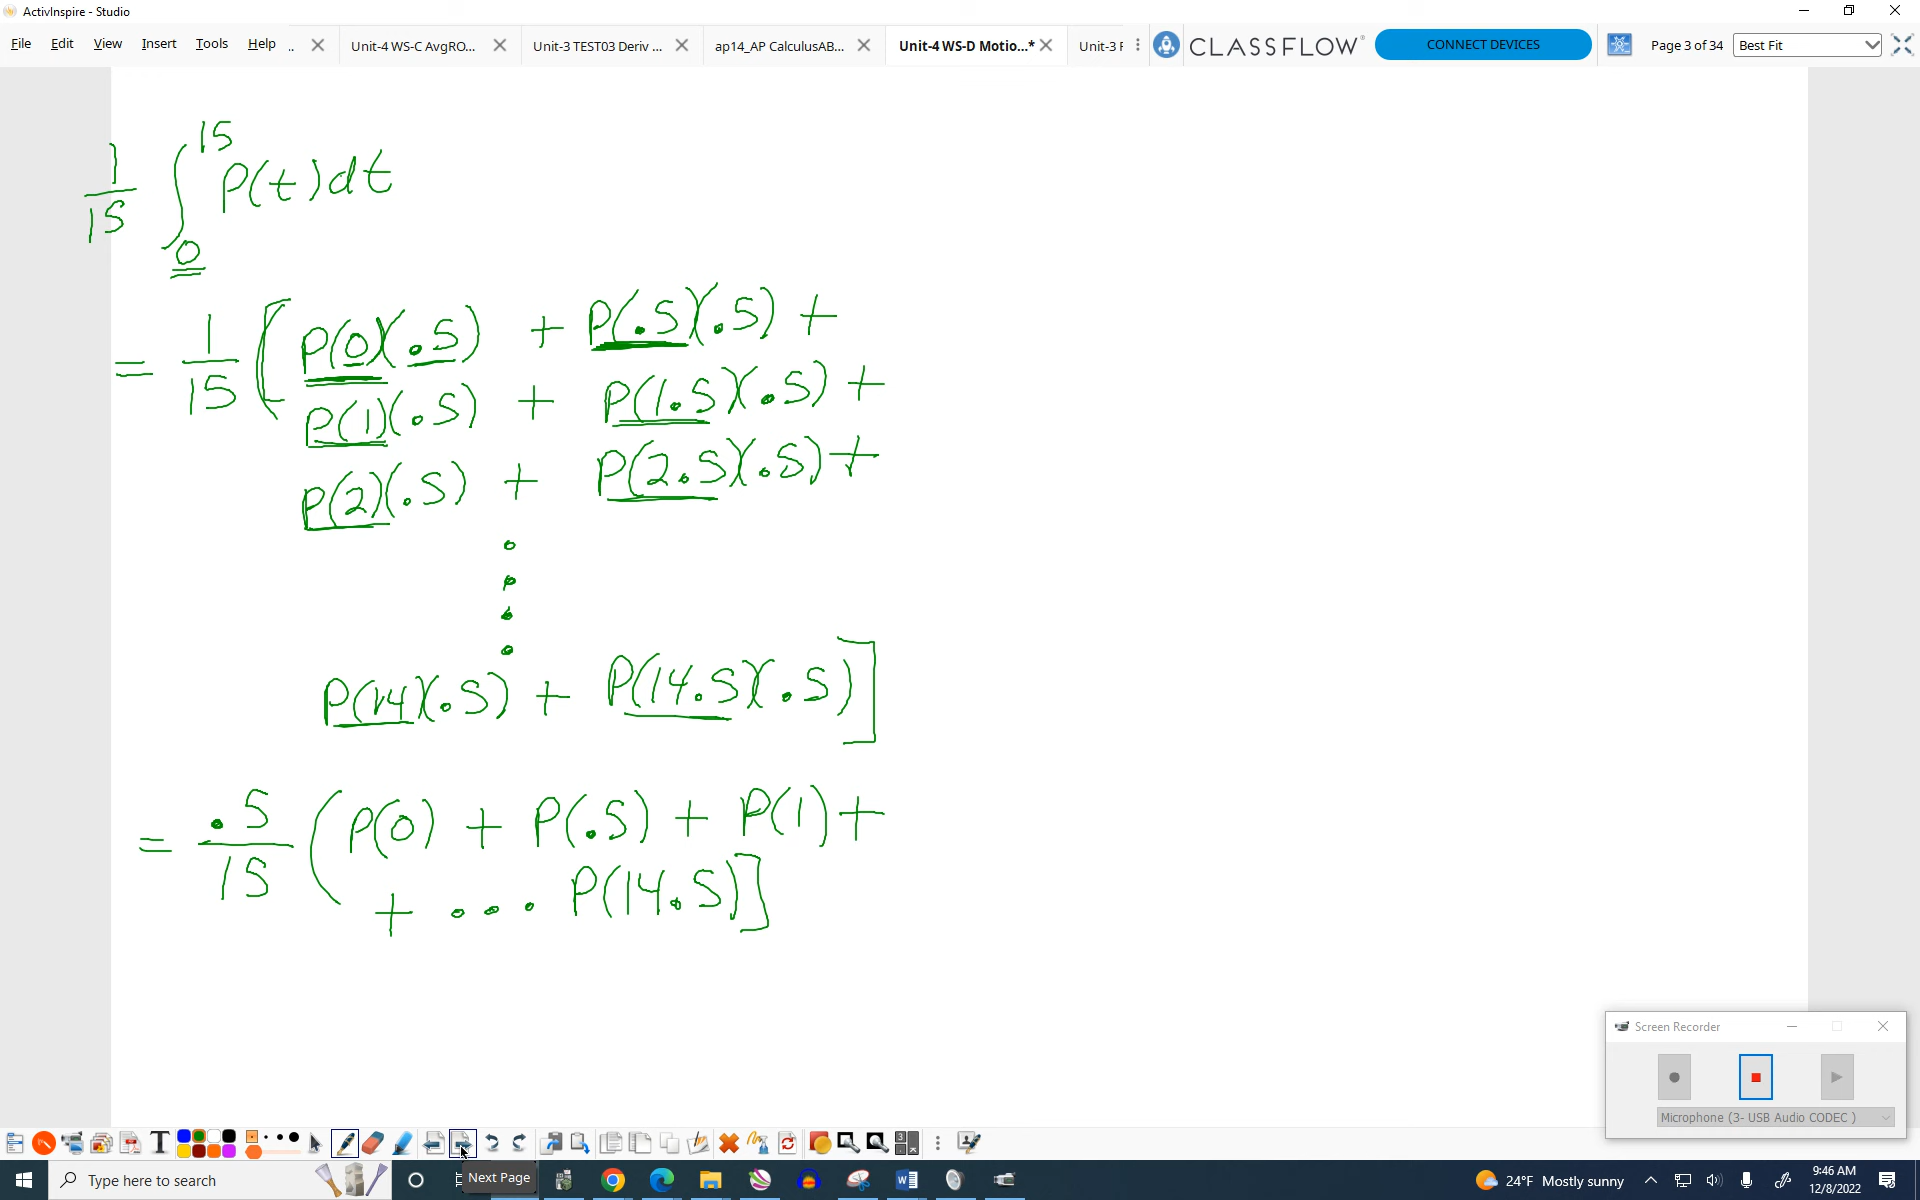 ActivInspire - Studio
File Edit View Insert Tools Help .. Unit-4 WS-C AvgRO... Unit-3 TEST03 Deriv ... ap14_AP CalculusAB... Unit-4 WS-D Motio...* Unit-3 F CLASSFLOW CONNECT DEVICES Page 3 of 34 Best Fit
1/15 ∫₀¹⁵ P(t)dt
= 1/15 [ P(0)(.5) + P(.5)(.5) +
P(1)(.5) + P(1.5)(.5) +
P(2)(.5) + P(2.5)(.5) +
P(14)(.5) + P(14.5)(.5) ]
= .5/15 ( P(0) + P(.5) + P(1) +
+ ... P(14.5) ]
Screen Recorder
Microphone (3- USB Audio CODEC )
Next Page
Type here to search
24°F Mostly sunny
9:46 AM
12/8/2022